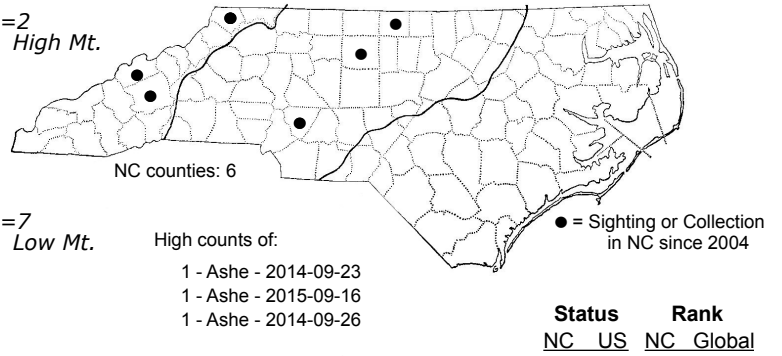 =2
High Mt.
NC counties: 6
=7
Low Mt.
High counts of:
1 - Ashe - 2014-09-23
1 - Ashe - 2015-09-16
1 - Ashe - 2014-09-26
● = Sighting or Collection
in NC since 2004
Status Rank
NC US NC Global